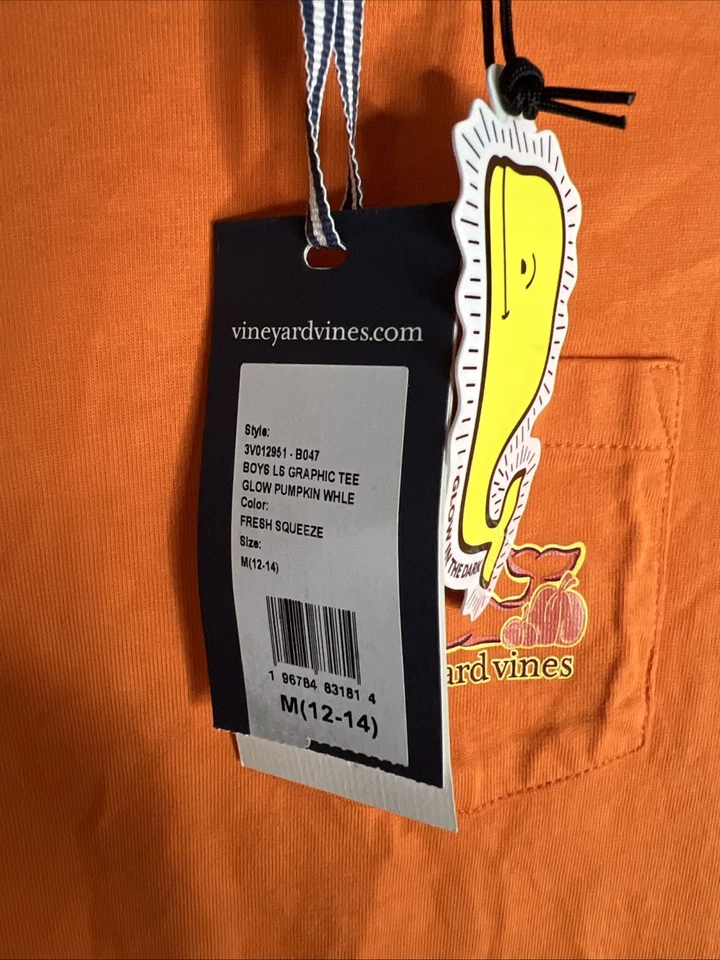 vineyardvines.com
Style:
3V012951 - B047
BOYS LS GRAPHIC TEE
GLOW PUMPKIN WHLE
Color:
FRESH SQUEEZE
Size:
M(12-14)
1 96784 83181 4
M(12-14)
GLOW IN THE DARK
ard vines